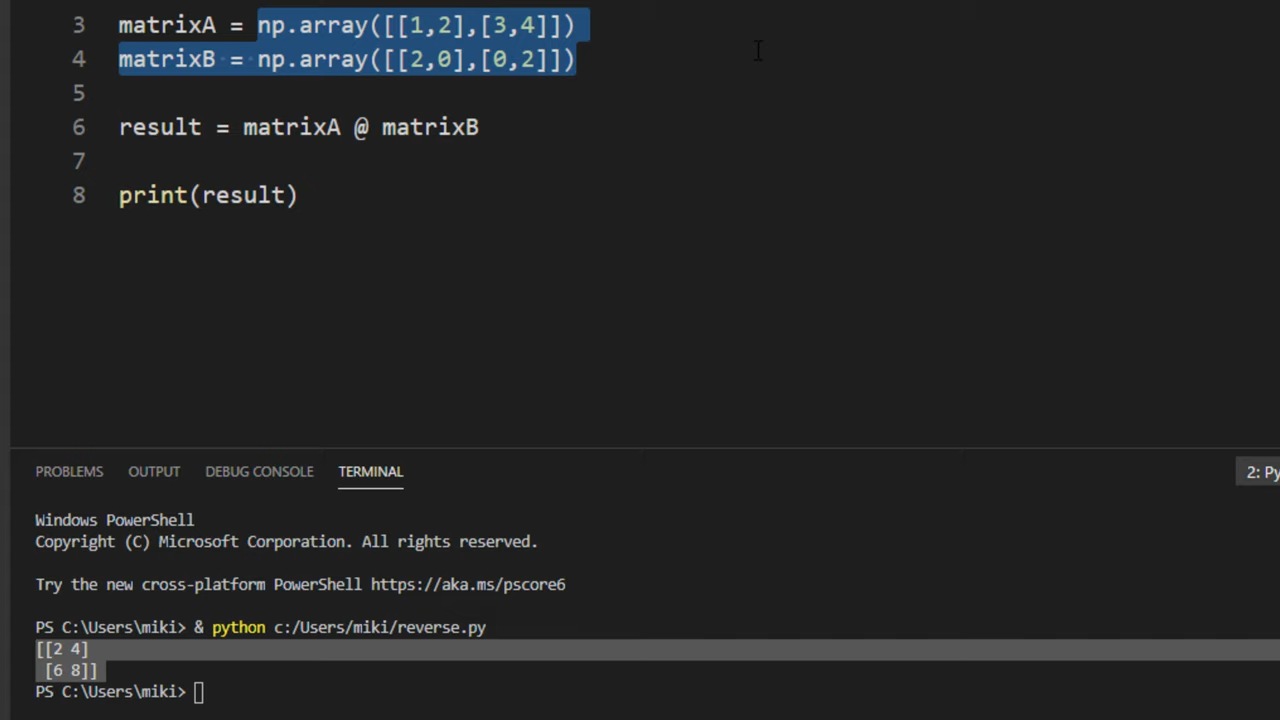 3 matrixA = np.array([[1,2],[3,4]])
4 matrixB = np.array([[2,0],[0,2]])
5
6 result = matrixA @ matrixB
7
8 print(result)
PROBLEMS OUTPUT DEBUG CONSOLE TERMINAL 2: Py
Windows PowerShell
Copyright (C) Microsoft Corporation. All rights reserved.
Try the new cross-platform PowerShell https://aka.ms/pscore6
PS C:\Users\miki> & python c:/Users/miki/reverse.py
[[2 4]
 [6 8]]
PS C:\Users\miki>